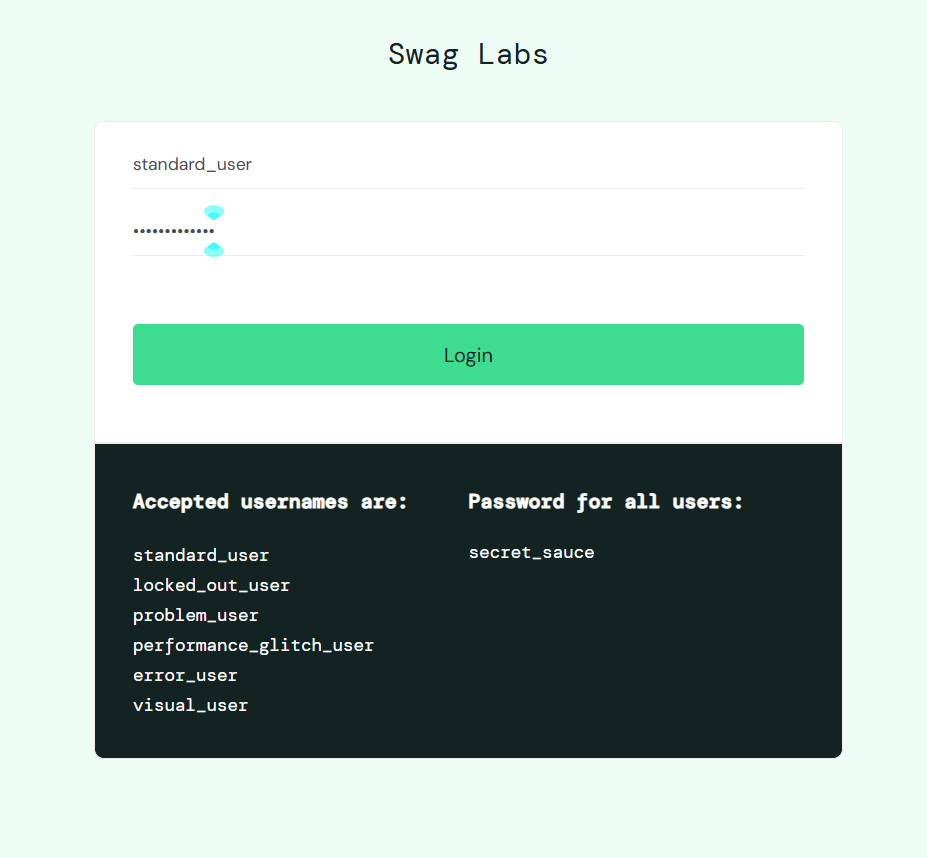 Swag Labs
standard_user
•••••••••••••
Login
Accepted usernames are:
standard_user
locked_out_user
problem_user
performance_glitch_user
error_user
visual_user
Password for all users:
secret_sauce